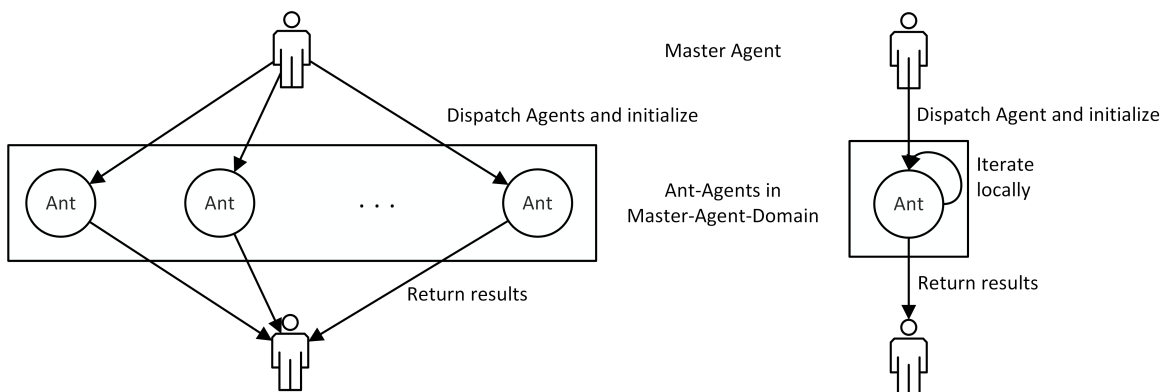 Master Agent
Dispatch Agents and initialize
Dispatch Agent and initialize
Ant
Ant
. . .
Ant
Ant-Agents in
Master-Agent-Domain
Iterate
locally
Ant
Return results
Return results